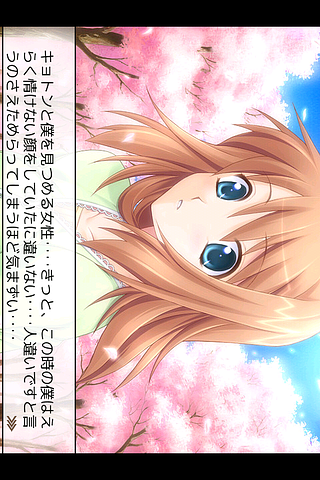 キョトンと僕を見つめる女性‥‥きっと、この時の僕はえ
らく情けない顔をしていたに違いない‥‥人違いですと言
うのさえためらってしまうほど気まずい‥‥